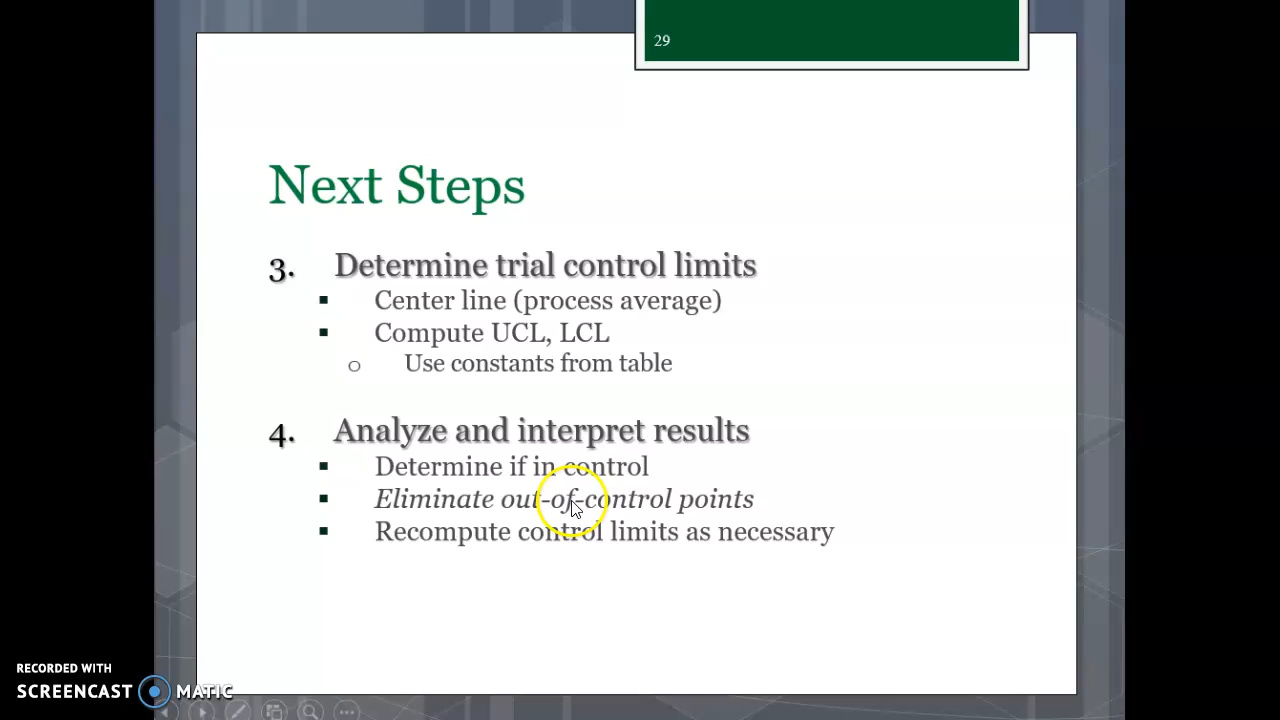 29
Next Steps
3. Determine trial control limits
▪ Center line (process average)
▪ Compute UCL, LCL
o Use constants from table
4. Analyze and interpret results
▪ Determine if in control
▪ Eliminate out-of-control points
▪ Recompute control limits as necessary
RECORDED WITH
SCREENCAST MATIC